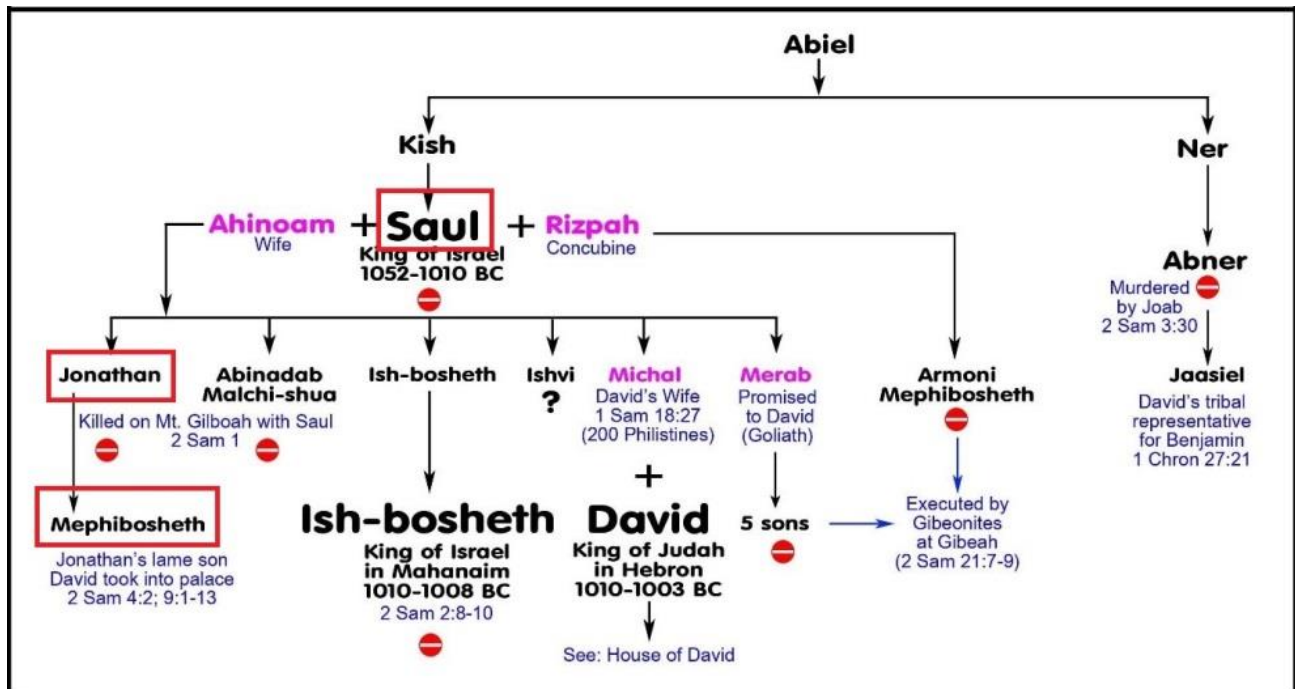 Abiel
Kish
Ner
Ahinoam
Wife
+
Saul
King of Israel
1052-1010 BC
+
Rizpah
Concubine
Abner
Murdered
by Joab
2 Sam 3:30
Jonathan
Abinadab
Malchi-shua
Killed on Mt. Gilboah with Saul
2 Sam 1
Ish-bosheth
Ishvi
?
Michal
David's Wife
1 Sam 18:27
(200 Philistines)
+
Merab
Promised
to David
(Goliath)
Armoni
Mephibosheth
Jaasiel
David's tribal
representative
for Benjamin
1 Chron 27:21
Mephibosheth
Jonathan's lame son
David took into palace
2 Sam 4:2; 9:1-13
Ish-bosheth
King of Israel
in Mahanaim
1010-1008 BC
2 Sam 2:8-10
David
King of Judah
in Hebron
1010-1003 BC
See: House of David
5 sons
Executed by
Gibeonites
at Gibeah
(2 Sam 21:7-9)